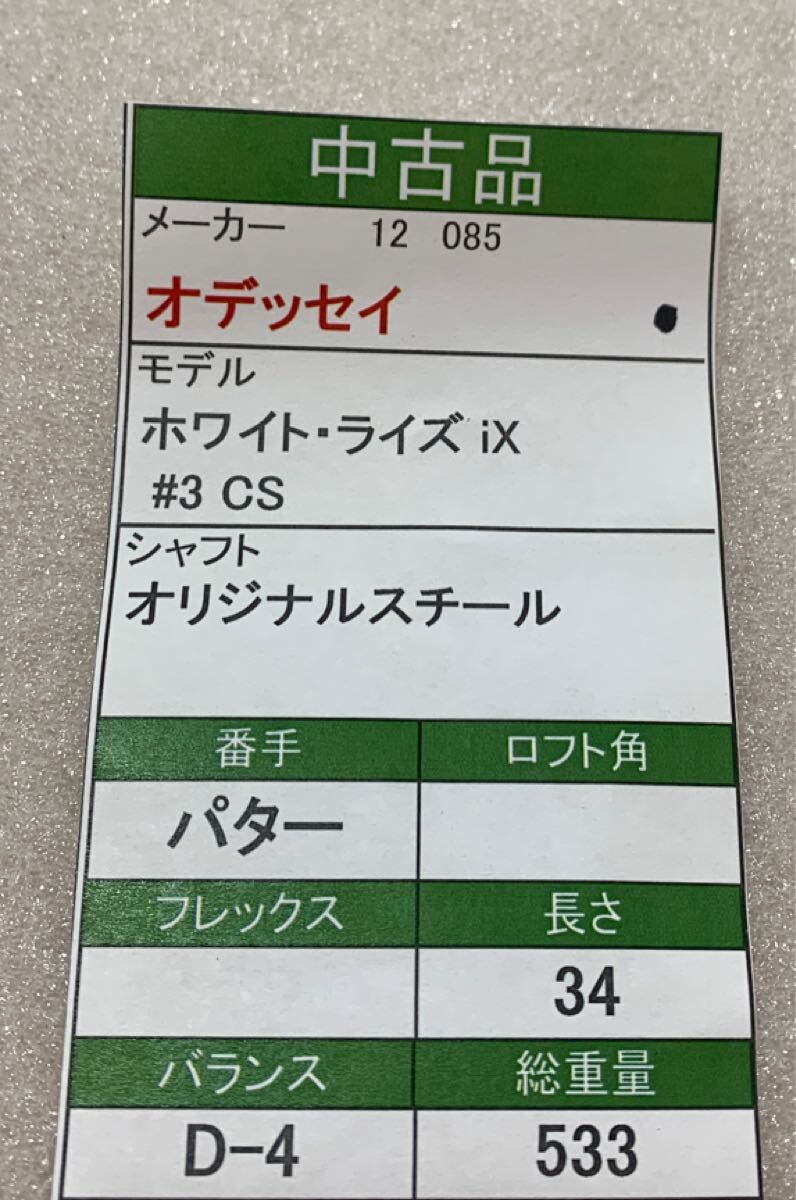 中古品
メーカー 12 085
オデッセイ
モデル
ホワイト・ライズ iX
#3 CS
シャフト
オリジナルスチール
番手 ロフト角
パター
フレックス 長さ
34
バランス 総重量
D-4 533